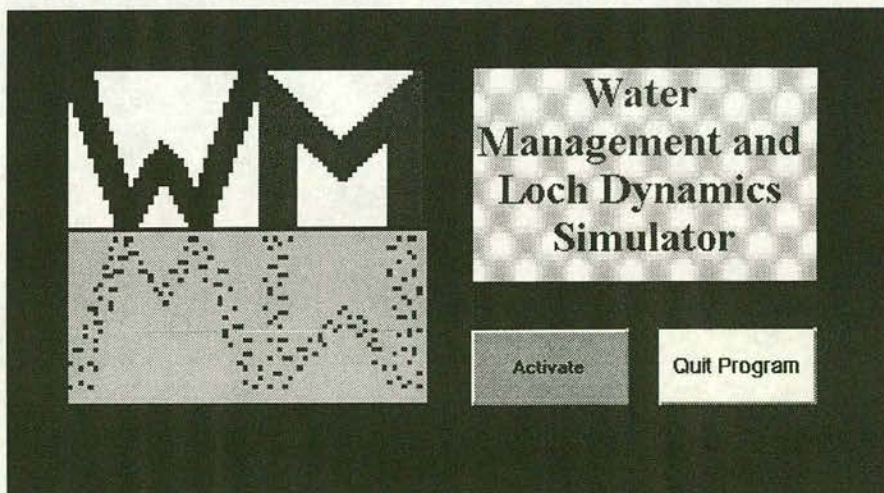 WM
Water
Management and
Loch Dynamics
Simulator
Activate
Quit Program